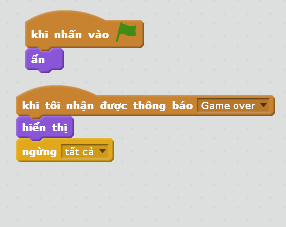 khi nhấn vào
ẩn
khi tôi nhận được thông báo Game over
hiển thị
ngừng tất cả